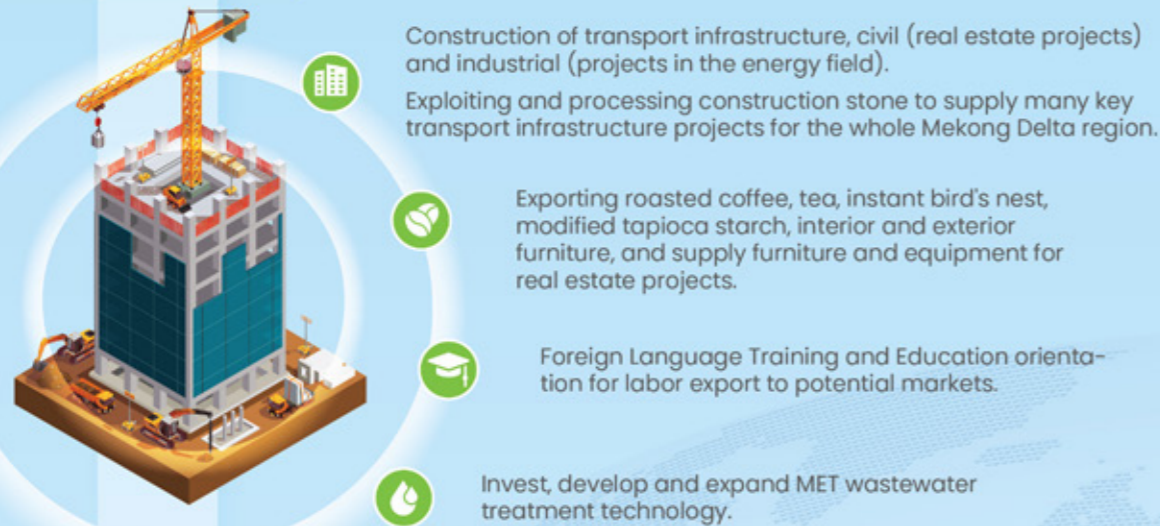 Construction of transport infrastructure, civil (real estate projects)
and industrial (projects in the energy field).
Exploiting and processing construction stone to supply many key
transport infrastructure projects for the whole Mekong Delta region.
Exporting roasted coffee, tea, instant bird's nest,
modified tapioca starch, interior and exterior
furniture, and supply furniture and equipment for
real estate projects.
Foreign Language Training and Education orienta-
tion for labor export to potential markets.
Invest, develop and expand MET wastewater
treatment technology.